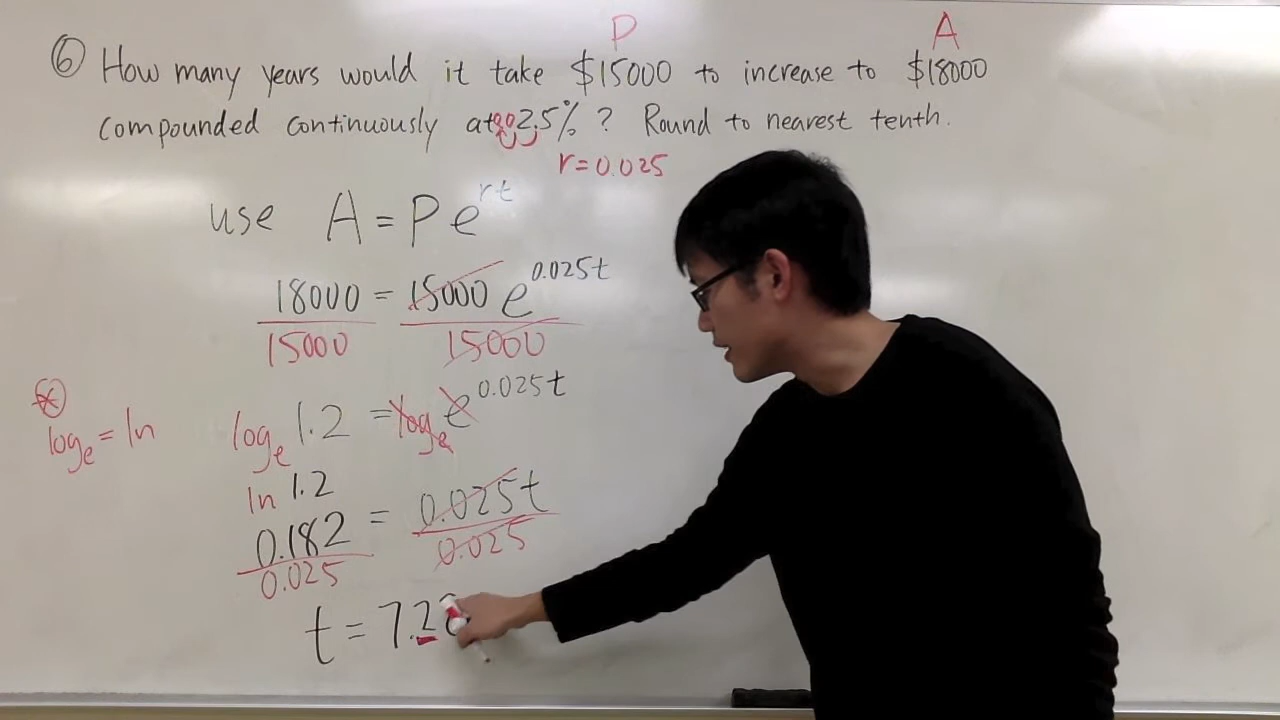 P A
⑥ How many years would it take $15000 to increase to $18000
compounded continuously at 002.5% ? Round to nearest tenth.
r = 0.025
use A = Pe^rt
18000 = 15000 e^0.025t
15000 15000
log_e 1.2 = log_e e^0.025t
* log_e = ln
ln 1.2
0.182 = 0.025t
0.025 0.025
t = 7.2